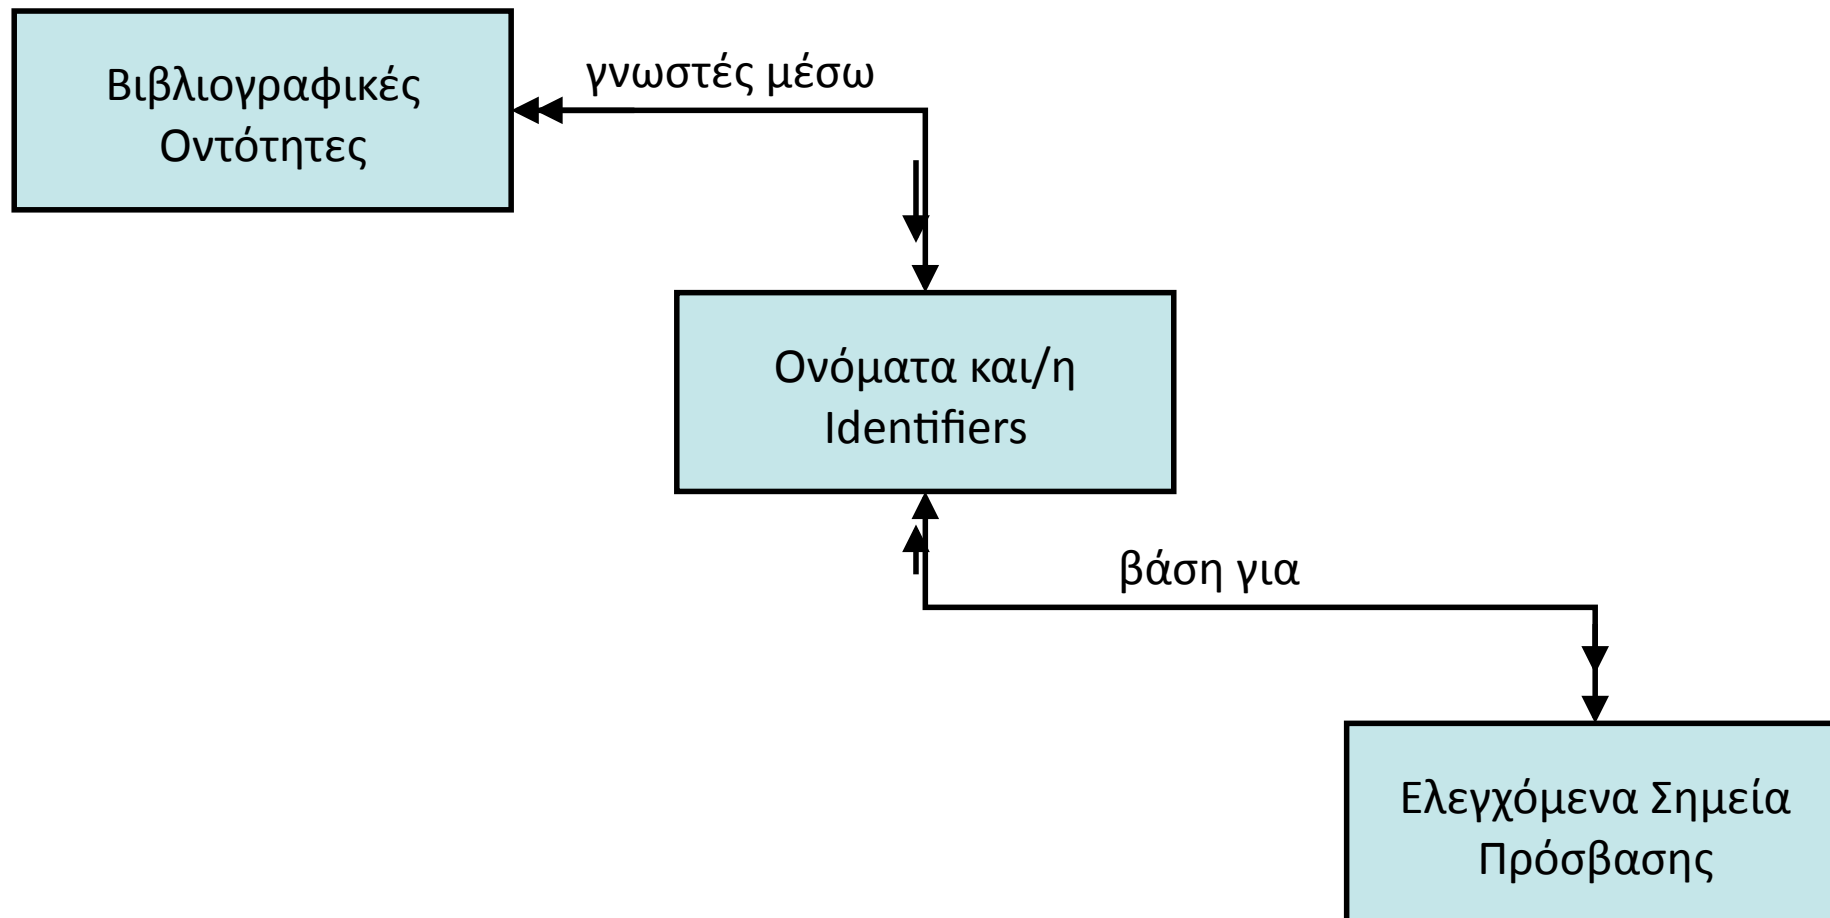 Βιβλιογραφικές
Οντότητες
γνωστές μέσω
Ονόματα και/η
Identifiers
βάση για
Ελεγχόμενα Σημεία
Πρόσβασης